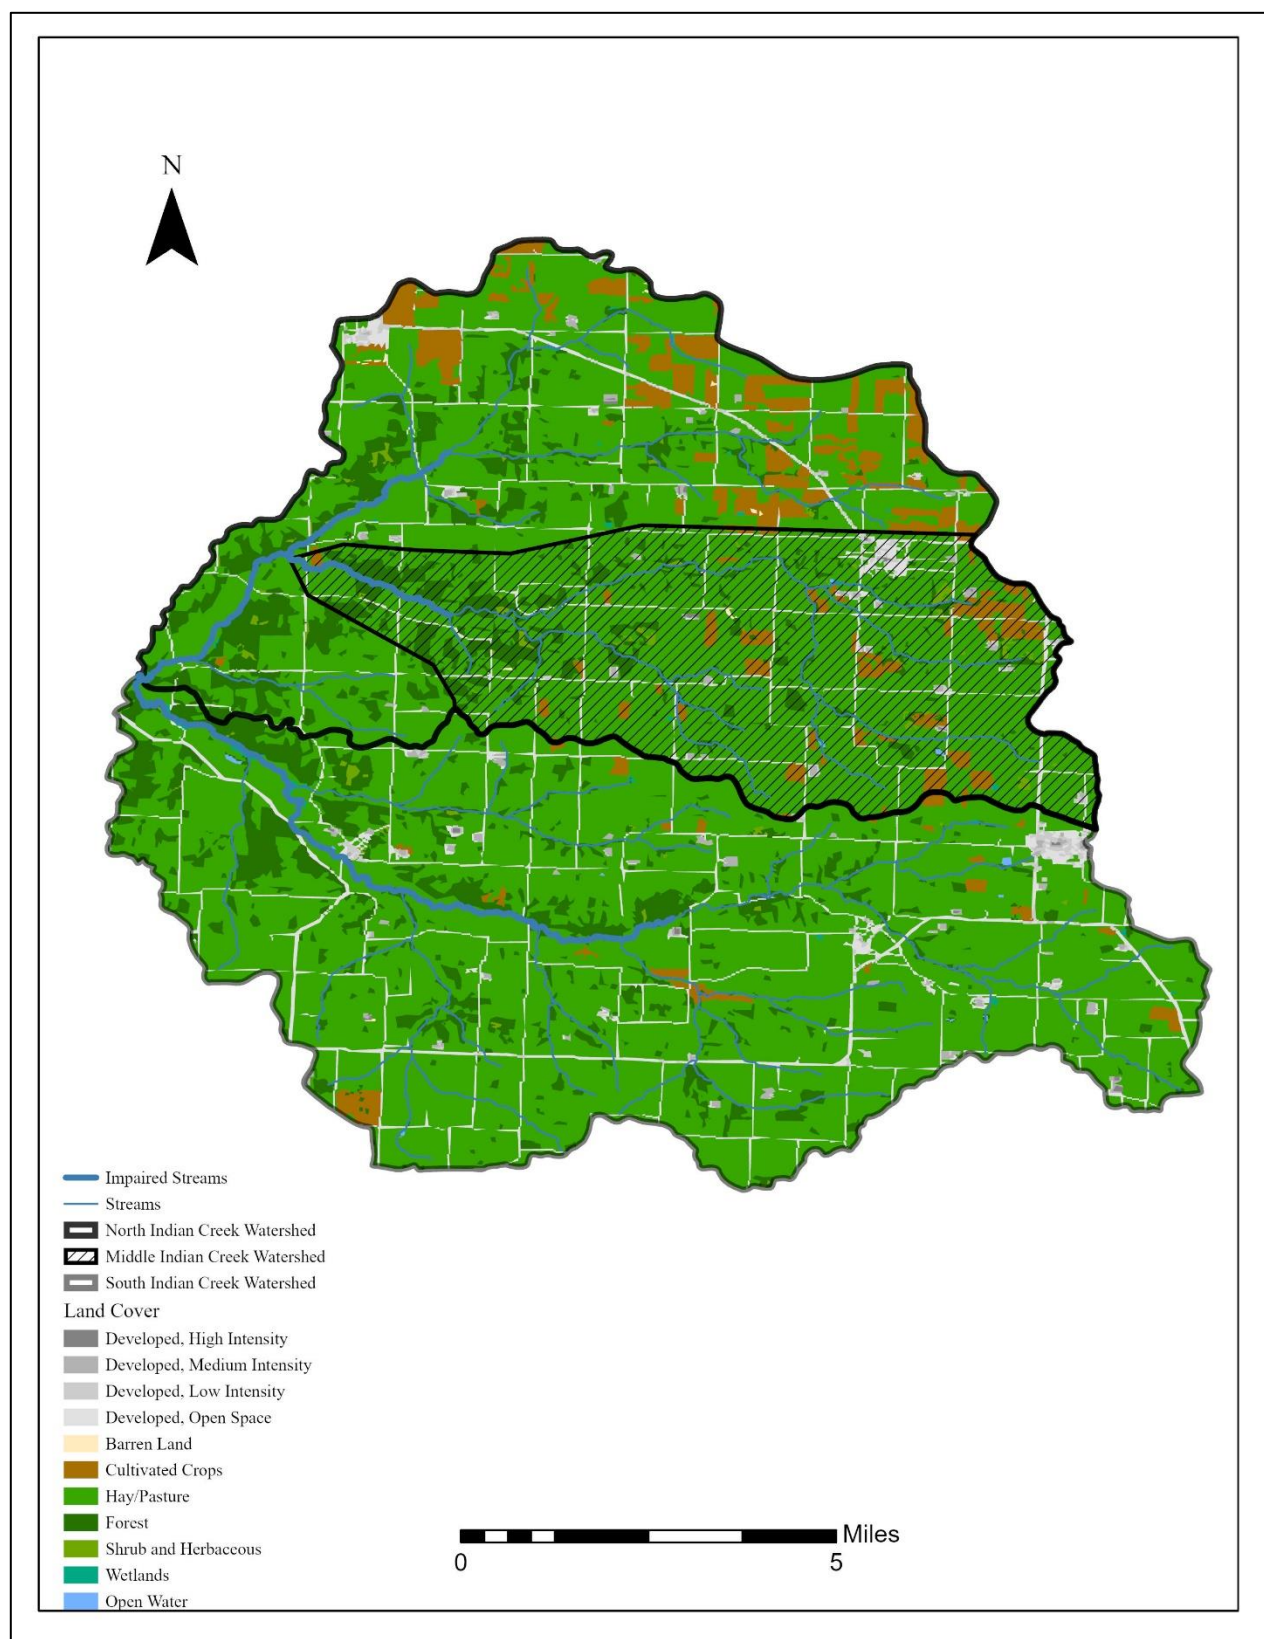 N
Impaired Streams
Streams
North Indian Creek Watershed
Middle Indian Creek Watershed
South Indian Creek Watershed
Land Cover
Developed, High Intensity
Developed, Medium Intensity
Developed, Low Intensity
Developed, Open Space
Barren Land
Cultivated Crops
Hay/Pasture
Forest
Shrub and Herbaceous
Wetlands
Open Water
Miles
0 5